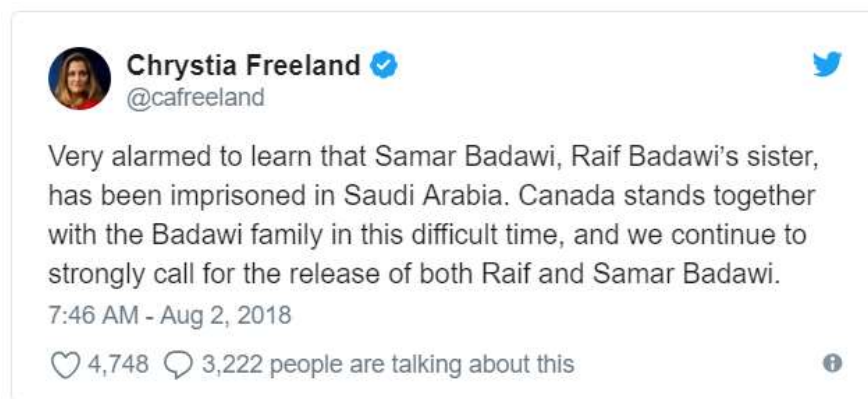 Chrystia Freeland
@cafreeland
Very alarmed to learn that Samar Badawi, Raif Badawi's sister,
has been imprisoned in Saudi Arabia. Canada stands together
with the Badawi family in this difficult time, and we continue to
strongly call for the release of both Raif and Samar Badawi.
7:46 AM - Aug 2, 2018
4,748 3,222 people are talking about this